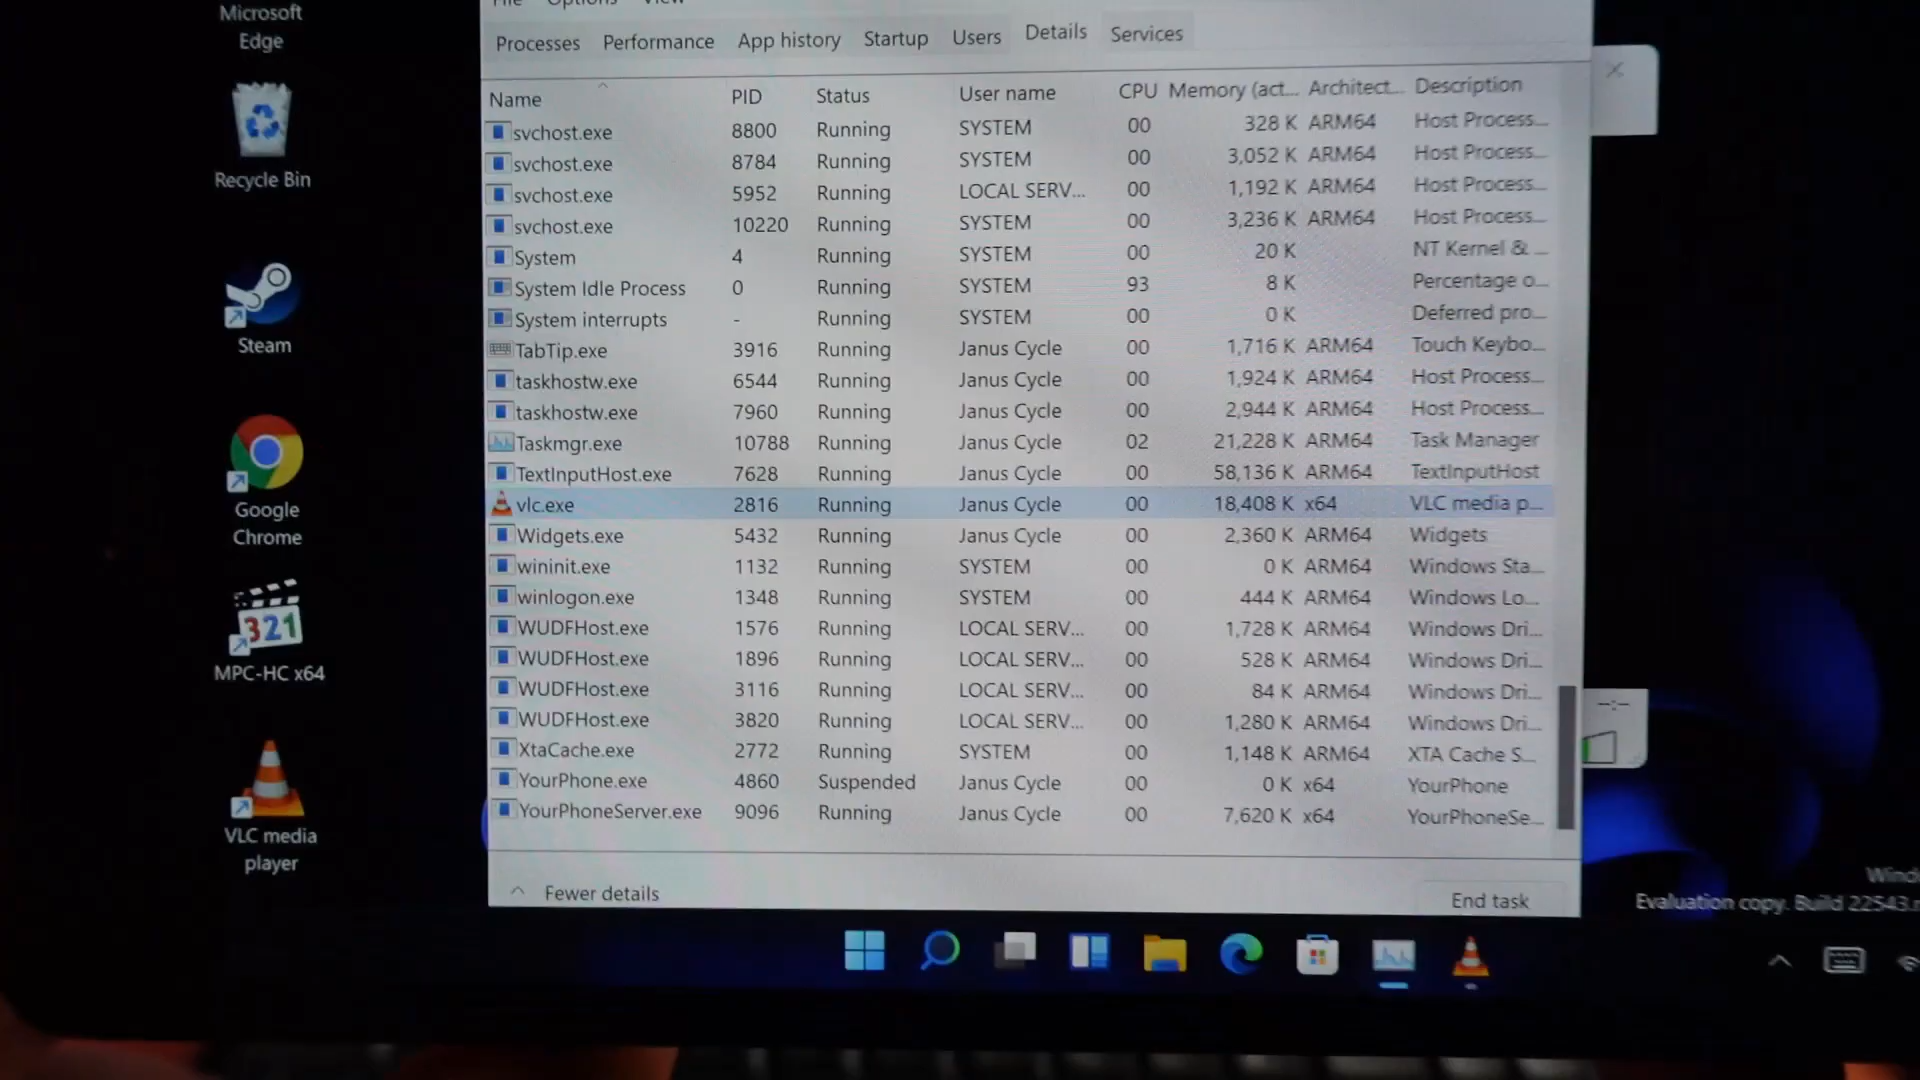 Microsoft
Edge
Recycle Bin
Steam
Google
Chrome
321
MPC-HC x64
VLC media
player
File Options View
Processes Performance App history Startup Users Details Services
Name PID Status User name CPU Memory (act... Architect... Description
svchost.exe 8800 Running SYSTEM 00 328 K ARM64 Host Process...
svchost.exe 8784 Running SYSTEM 00 3,052 K ARM64 Host Process...
svchost.exe 5952 Running LOCAL SERV... 00 1,192 K ARM64 Host Process...
svchost.exe 10220 Running SYSTEM 00 3,236 K ARM64 Host Process...
System 4 Running SYSTEM 00 20 K NT Kernel & ...
System Idle Process 0 Running SYSTEM 93 8 K Percentage o...
System interrupts - Running SYSTEM 00 0 K Deferred pro...
TabTip.exe 3916 Running Janus Cycle 00 1,716 K ARM64 Touch Keybo...
taskhostw.exe 6544 Running Janus Cycle 00 1,924 K ARM64 Host Process...
taskhostw.exe 7960 Running Janus Cycle 00 2,944 K ARM64 Host Process...
Taskmgr.exe 10788 Running Janus Cycle 02 21,228 K ARM64 Task Manager
TextInputHost.exe 7628 Running Janus Cycle 00 58,136 K ARM64 TextInputHost
vlc.exe 2816 Running Janus Cycle 00 18,408 K x64 VLC media p...
Widgets.exe 5432 Running Janus Cycle 00 2,360 K ARM64 Widgets
wininit.exe 1132 Running SYSTEM 00 0 K ARM64 Windows Sta...
winlogon.exe 1348 Running SYSTEM 00 444 K ARM64 Windows Lo...
WUDFHost.exe 1576 Running LOCAL SERV... 00 1,728 K ARM64 Windows Dri...
WUDFHost.exe 1896 Running LOCAL SERV... 00 528 K ARM64 Windows Dri...
WUDFHost.exe 3116 Running LOCAL SERV... 00 84 K ARM64 Windows Dri...
WUDFHost.exe 3820 Running LOCAL SERV... 00 1,280 K ARM64 Windows Dri...
XtaCache.exe 2772 Running SYSTEM 00 1,148 K ARM64 XTA Cache S...
YourPhone.exe 4860 Suspended Janus Cycle 00 0 K x64 YourPhone
YourPhoneServer.exe 9096 Running Janus Cycle 00 7,620 K x64 YourPhoneSe...
Fewer details End task
--:--
Windo
Evaluation copy. Build 22543.r